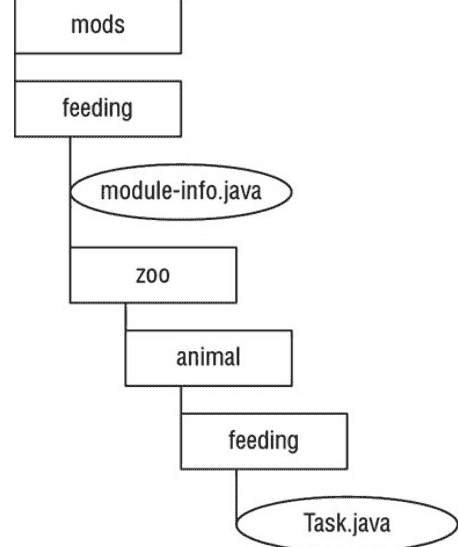 mods
feeding
module-info.java
zoo
animal
feeding
Task.java